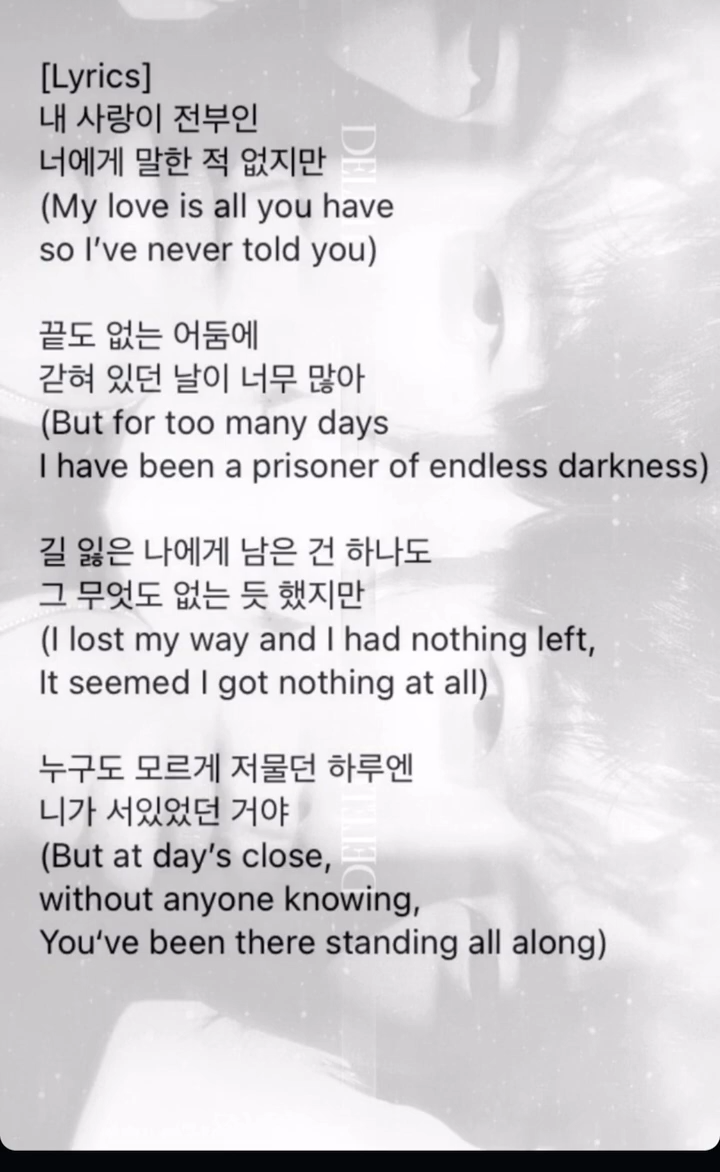 [Lyrics]
내 사랑이 전부인
너에게 말한 적 없지만
(My love is all you have
so I’ve never told you)
끝도 없는 어둠에
갇혀 있던 날이 너무 많아
(But for too many days
I have been a prisoner of endless darkness)
길 잃은 나에게 남은 건 하나도
그 무엇도 없는 듯 했지만
(I lost my way and I had nothing left,
It seemed I got nothing at all)
누구도 모르게 저물던 하루엔
니가 서있었던 거야
(But at day’s close,
without anyone knowing,
You‘ve been there standing all along)